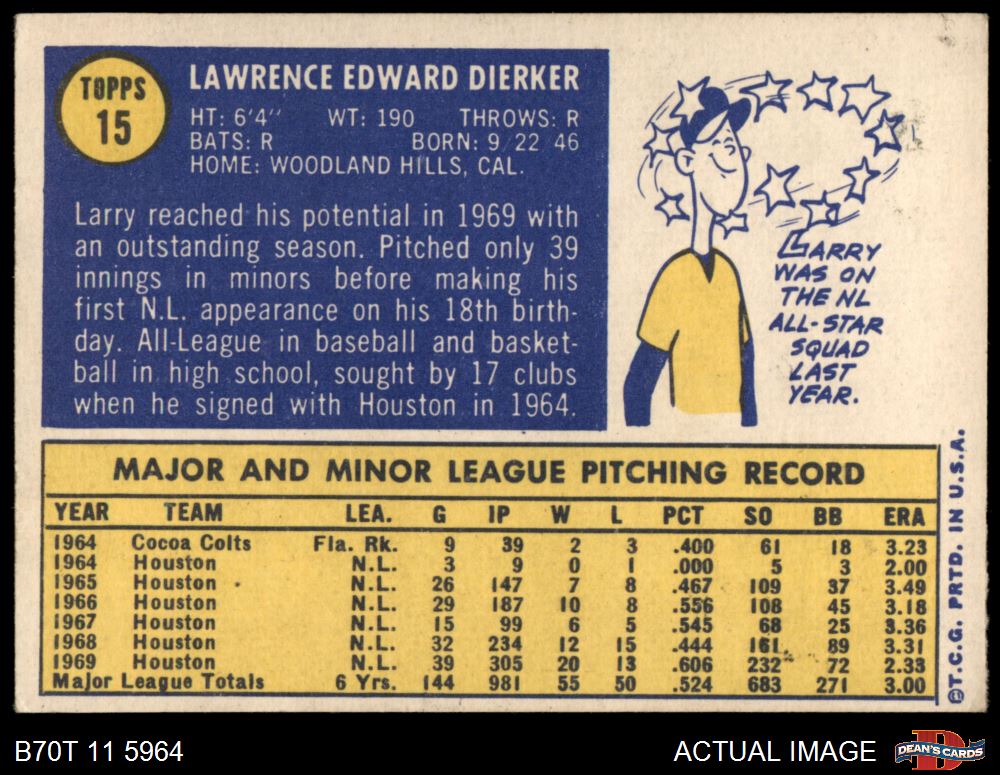 TOPPS
15
LAWRENCE EDWARD DIERKER
HT: 6'4" WT: 190 THROWS: R
BATS: R BORN: 9 22 46
HOME: WOODLAND HILLS, CAL.
Larry reached his potential in 1969 with
an outstanding season. Pitched only 39
innings in minors before making his
first N.L. appearance on his 18th birth-
day. All-League in baseball and basket-
ball in high school, sought by 17 clubs
when he signed with Houston in 1964.
LARRY
WAS ON
THE NL
ALL-STAR
SQUAD
LAST
YEAR.
MAJOR AND MINOR LEAGUE PITCHING RECORD
YEAR TEAM LEA. G IP W L PCT SO BB ERA
1964 Cocoa Colts Fla. Rk. 9 39 2 3 .400 61 18 3.23
1964 Houston N.L. 3 9 0 1 .000 5 3 2.00
1965 Houston N.L. 26 147 7 8 .467 109 37 3.49
1966 Houston N.L. 29 187 10 8 .556 108 45 3.18
1967 Houston N.L. 15 99 6 5 .545 68 25 3.36
1968 Houston N.L. 32 234 12 15 .444 161 89 3.31
1969 Houston N.L. 39 305 20 13 .606 232 72 2.33
Major League Totals 6 Yrs. 144 981 55 50 .524 683 271 3.00
©T.C.G. PRTD. IN U.S.A.
B70T 11 5964
ACTUAL IMAGE
DEAN'S CARDS